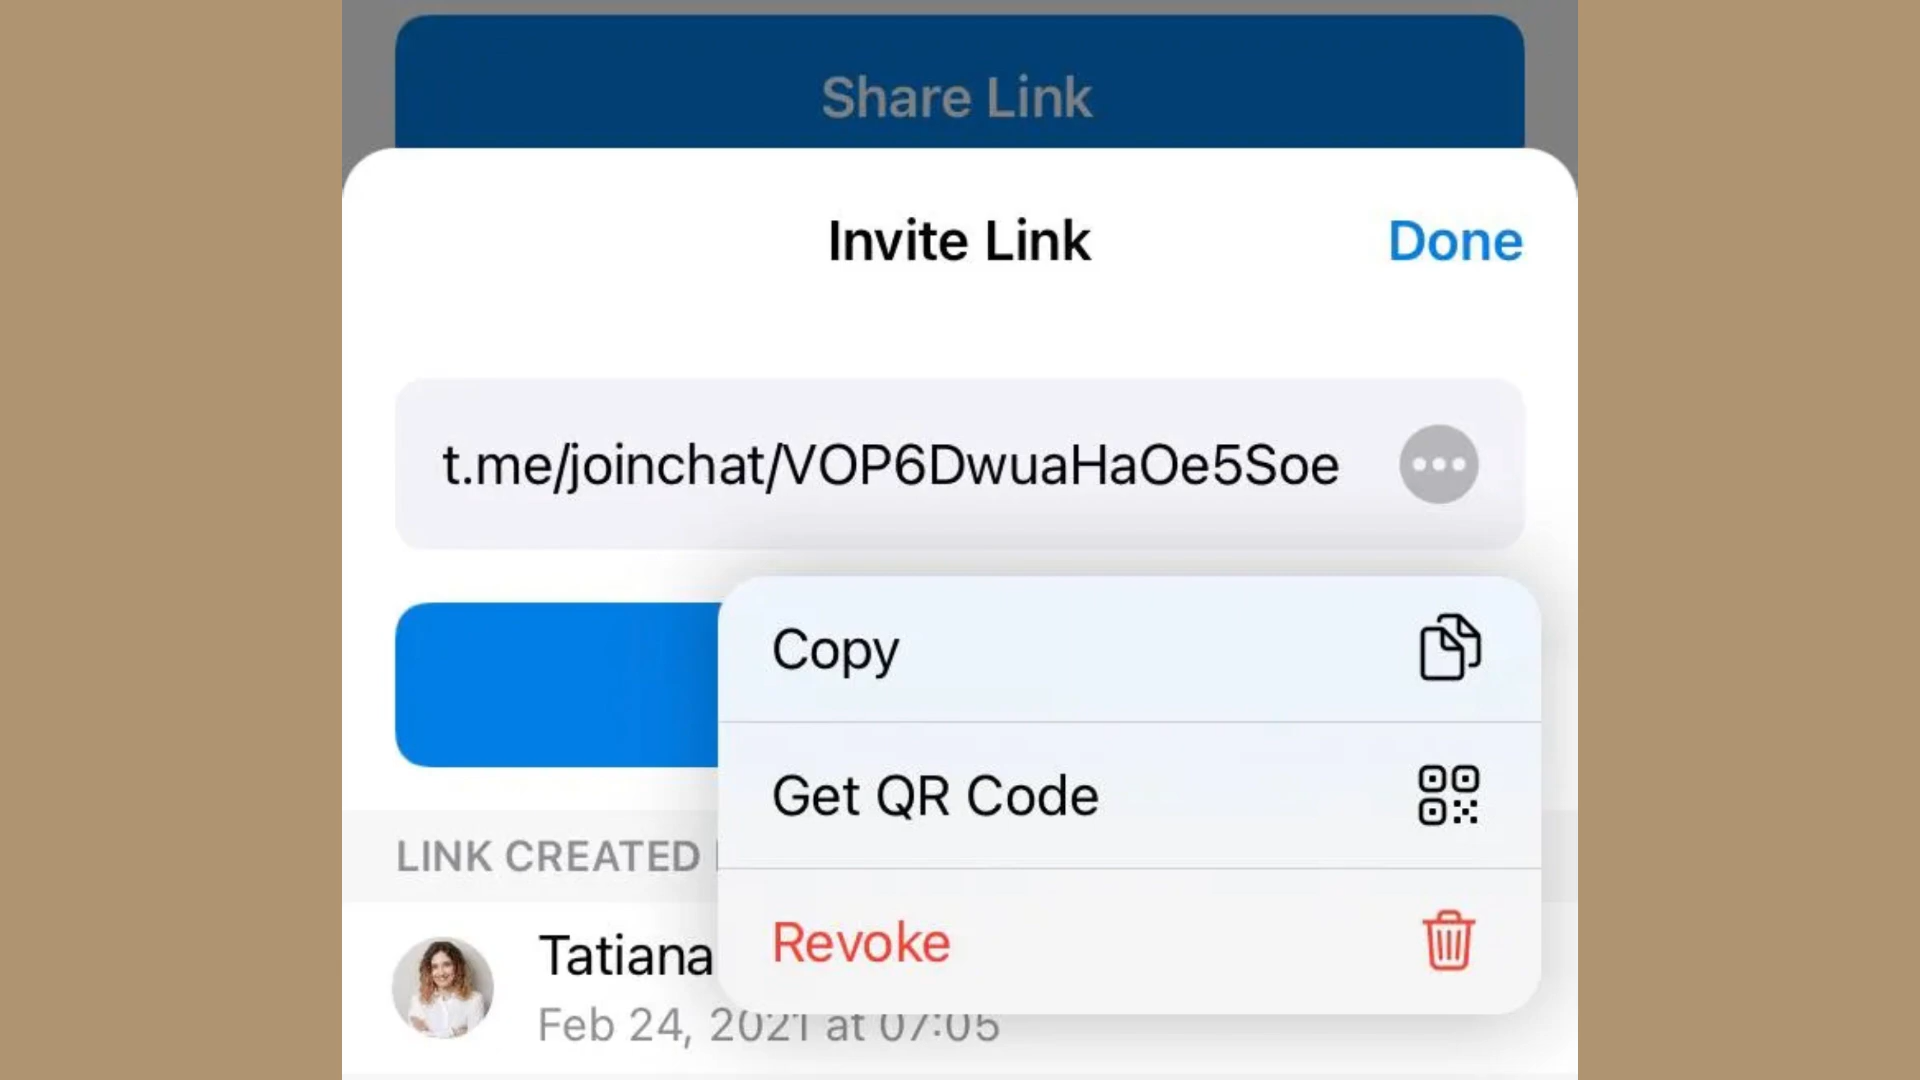 Share Link
Invite Link
Done
t.me/joinchat/VOP6DwuaHaOe5Soe
Copy
Get QR Code
LINK CREATED
Revoke
Tatiana
Feb 24, 2021 at 07:05